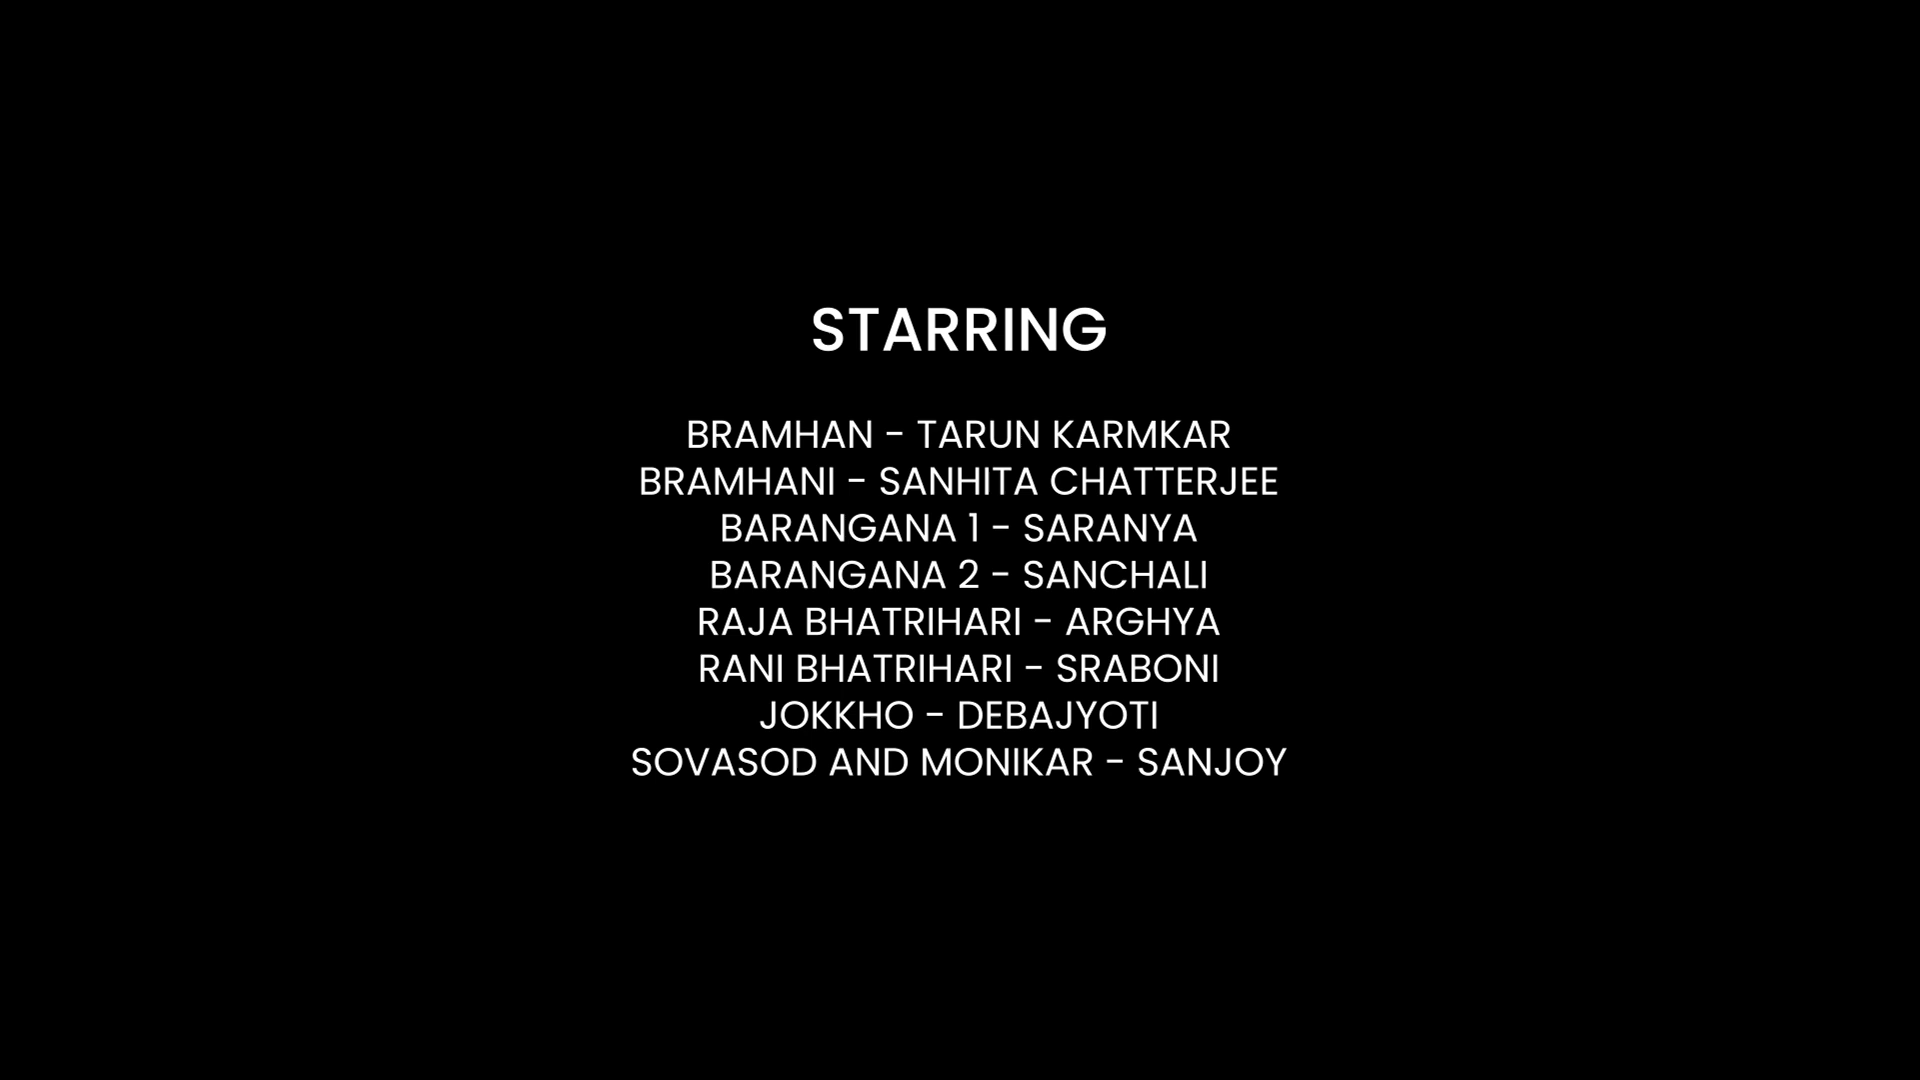 STARRING
BRAMHAN - TARUN KARMKAR
BRAMHANI - SANHITA CHATTERJEE
BARANGANA 1 - SARANYA
BARANGANA 2 - SANCHALI
RAJA BHATRIHARI - ARGHYA
RANI BHATRIHARI - SRABONI
JOKKHO - DEBAJYOTI
SOVASOD AND MONIKAR - SANJOY